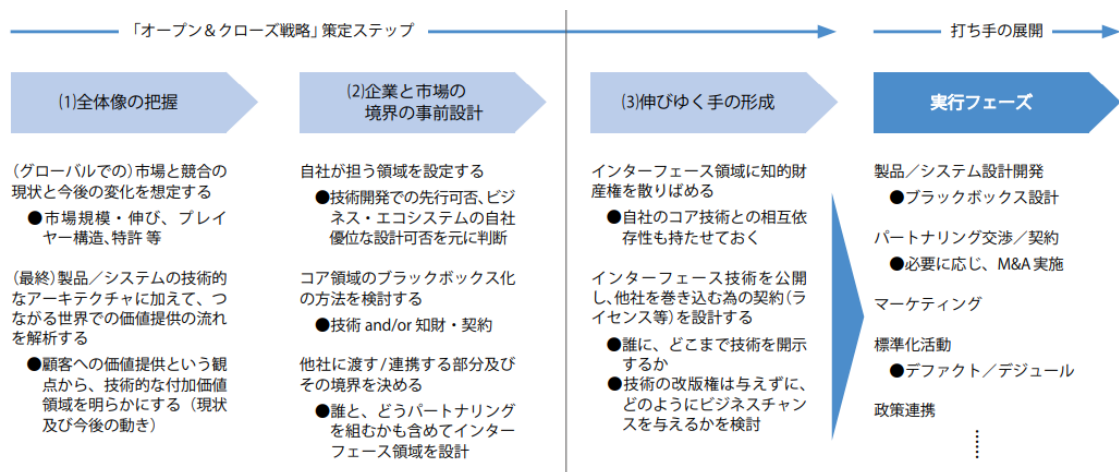 「オープン&クローズ戦略」策定ステップ
打ち手の展開
(1)全体像の把握
(グローバルでの)市場と競合の
現状と今後の変化を想定する
●市場規模・伸び、プレイ
ヤー構造、特許 等
(最終)製品/システムの技術的
なアーキテクチャに加えて、つ
ながる世界での価値提供の流れ
を解析する
●顧客への価値提供という観
点から、技術的な付加価値
領域を明らかにする(現状
及び今後の動き)
(2)企業と市場の
境界の事前設計
自社が担う領域を設定する
●技術開発での先行可否、ビジ
ネス・エコシステムの自社
優位な設計可否を元に判断
コア領域のブラックボックス化
の方法を検討する
●技術 and/or 知財・契約
他社に渡す/連携する部分及び
その境界を決める
●誰と、どうパートナリング
を組むかも含めてインター
フェース領域を設計
(3)伸びゆく手の形成
インターフェース領域に知的財
産権を散りばめる
●自社のコア技術との相互依
存性も持たせておく
インターフェース技術を公開
し、他社を巻き込む為の契約(ラ
イセンス等)を設計する
●誰に、どこまで技術を開示
するか
●技術の改版権は与えずに、
どのようにビジネスチャン
スを与えるかを検討
実行フェーズ
製品/システム設計開発
●ブラックボックス設計
パートナリング交渉/契約
●必要に応じ、M&A 実施
マーケティング
標準化活動
●デファクト/デジュール
政策連携